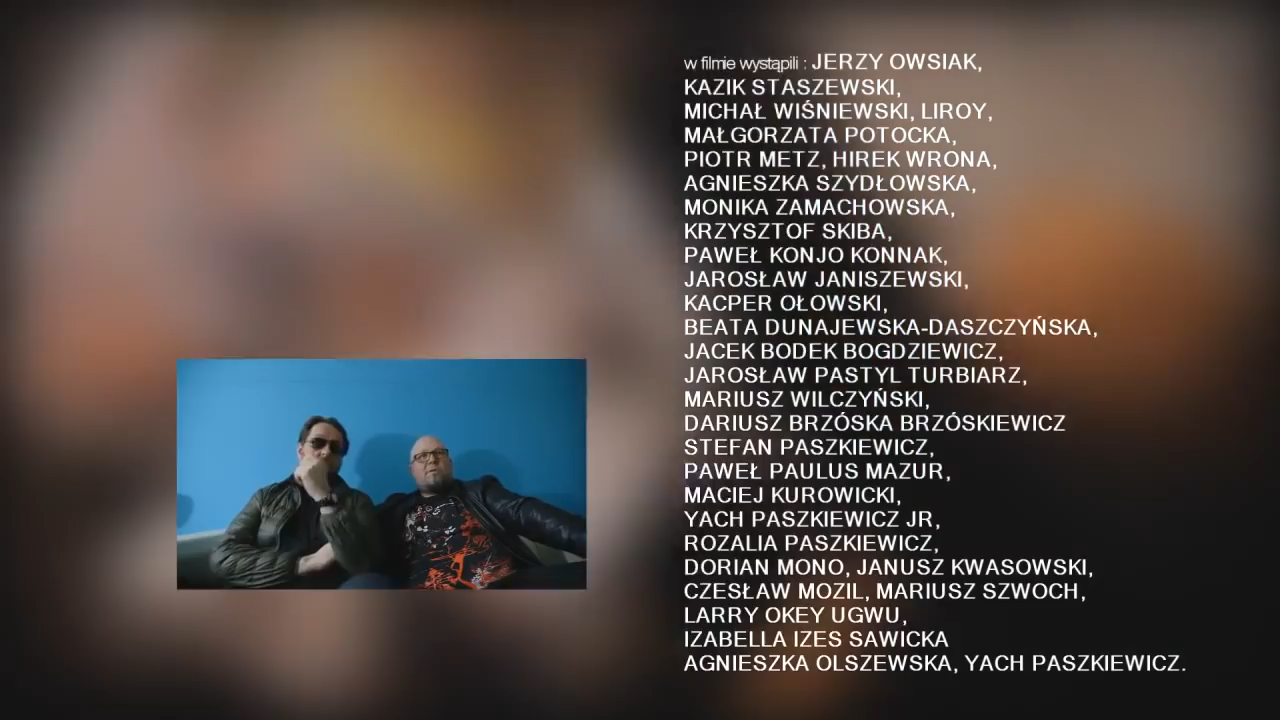 w filmie wystąpili : JERZY OWSIAK,
KAZIK STASZEWSKI,
MICHAŁ WIŚNIEWSKI, LIROY,
MAŁGORZATA POTOCKA,
PIOTR METZ, HIREK WRONA,
AGNIESZKA SZYDŁOWSKA,
MONIKA ZAMACHOWSKA,
KRZYSZTOF SKIBA,
PAWEŁ KONJO KONNAK,
JAROSŁAW JANISZEWSKI,
KACPER OŁOWSKI,
BEATA DUNAJEWSKA-DASZCZYŃSKA,
JACEK BODEK BOGDZIEWICZ,
JAROSŁAW PASTYL TURBIARZ,
MARIUSZ WILCZYŃSKI,
DARIUSZ BRZÓSKA BRZÓSKIEWICZ
STEFAN PASZKIEWICZ,
PAWEŁ PAULUS MAZUR,
MACIEJ KUROWICKI,
YACH PASZKIEWICZ JR,
ROZALIA PASZKIEWICZ,
DORIAN MONO, JANUSZ KWASOWSKI,
CZESŁAW MOZIL, MARIUSZ SZWOCH,
LARRY OKEY UGWU,
IZABELLA IZES SAWICKA
AGNIESZKA OLSZEWSKA, YACH PASZKIEWICZ.